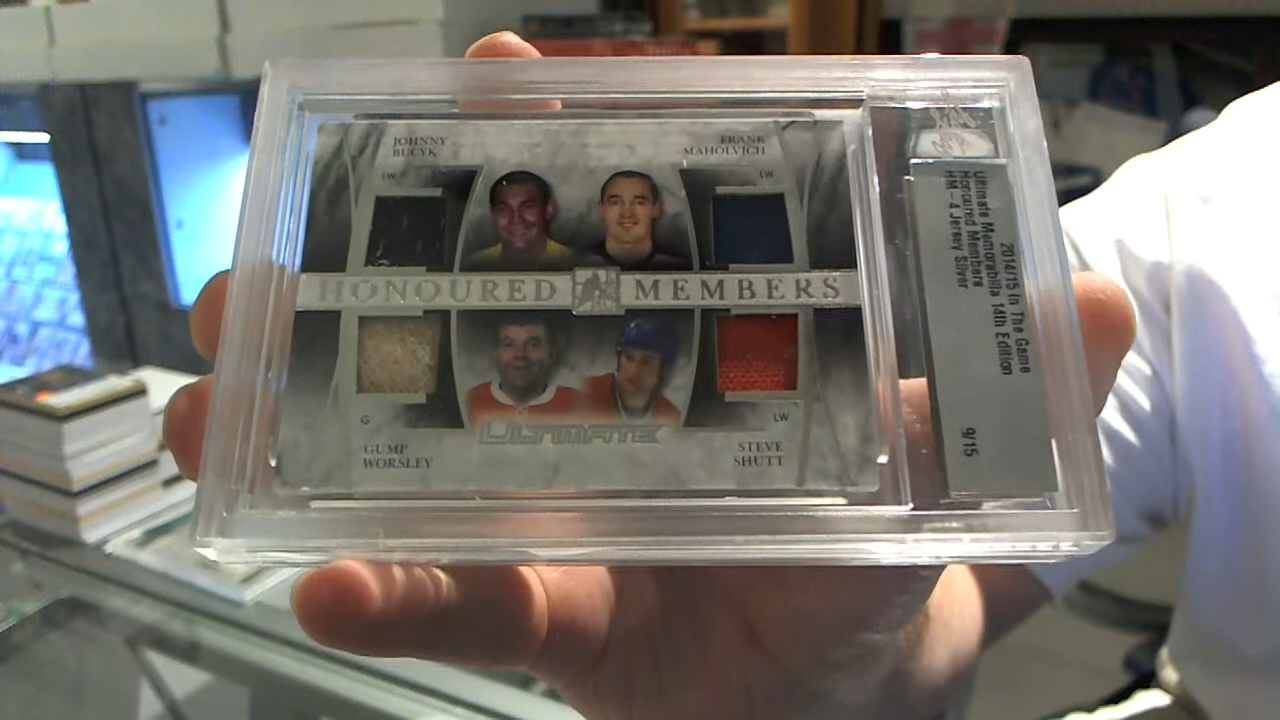 JOHNNY
BUCYK
LW
FRANK
MAHOLVICH
LW
HONOURED MEMBERS
G
GUMP
WORSLEY
ULTIMATE
LW
STEVE
SHUTT
2014/15 In The Game
Ultimate Memorabilia 14th Edition
Honoured Members
HM-4 Jersey Silver
9/15